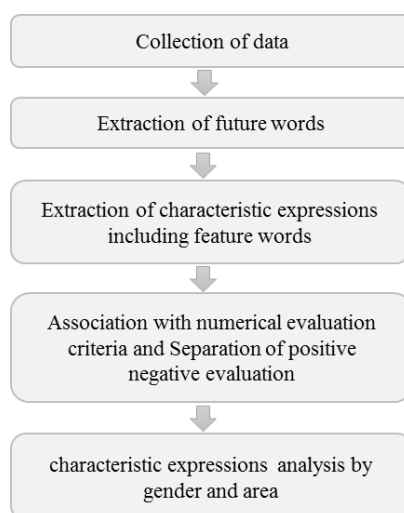 Collection of data
Extraction of future words
Extraction of characteristic expressions
including feature words
Association with numerical evaluation
criteria and Separation of positive
negative evaluation
characteristic expressions analysis by
gender and area